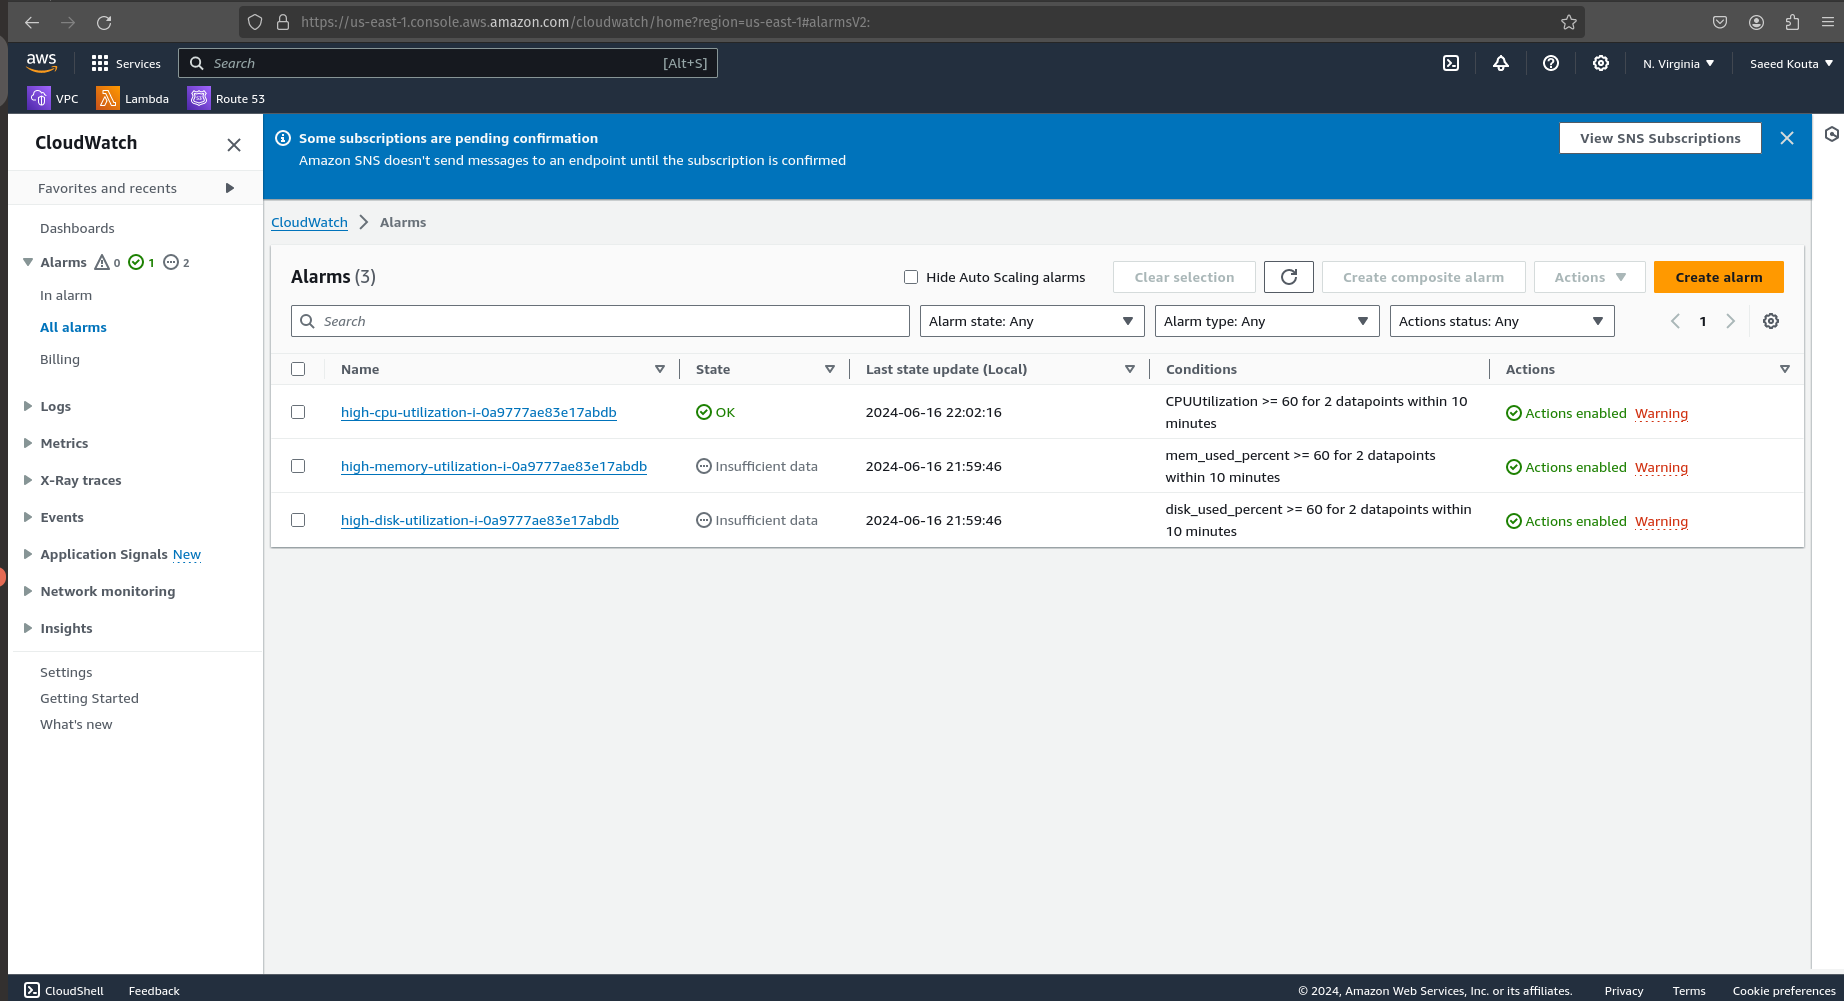 https://us-east-1.console.aws.amazon.com/cloudwatch/home?region=us-east-1#alarmsV2:
aws
Services
Search
[Alt+S]
N. Virginia
Saeed Kouta
VPC
Lambda
Route 53
CloudWatch
Favorites and recents
Dashboards
Alarms 0 1 2
In alarm
All alarms
Billing
Logs
Metrics
X-Ray traces
Events
Application Signals New
Network monitoring
Insights
Settings
Getting Started
What's new
Some subscriptions are pending confirmation
Amazon SNS doesn't send messages to an endpoint until the subscription is confirmed
View SNS Subscriptions
CloudWatch
Alarms
Alarms (3)
Hide Auto Scaling alarms
Clear selection
Create composite alarm
Actions
Create alarm
Search
Alarm state: Any
Alarm type: Any
Actions status: Any
1
Name
State
Last state update (Local)
Conditions
Actions
high-cpu-utilization-i-0a9777ae83e17abdb
OK
2024-06-16 22:02:16
CPUUtilization >= 60 for 2 datapoints within 10
minutes
Actions enabled Warning
high-memory-utilization-i-0a9777ae83e17abdb
Insufficient data
2024-06-16 21:59:46
mem_used_percent >= 60 for 2 datapoints
within 10 minutes
Actions enabled Warning
high-disk-utilization-i-0a9777ae83e17abdb
Insufficient data
2024-06-16 21:59:46
disk_used_percent >= 60 for 2 datapoints within
10 minutes
Actions enabled Warning
CloudShell
Feedback
© 2024, Amazon Web Services, Inc. or its affiliates.
Privacy
Terms
Cookie preferences